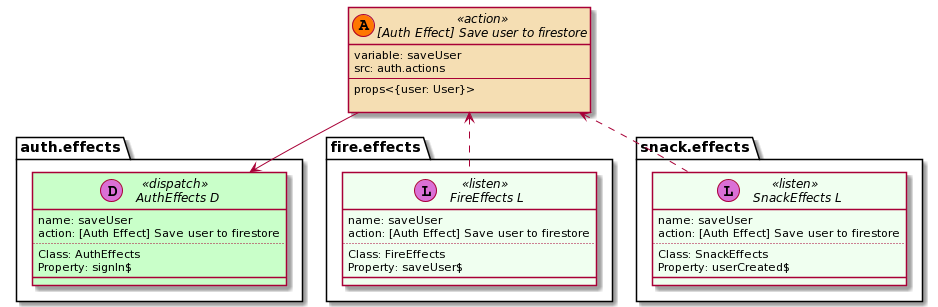 A
«action»
[Auth Effect] Save user to firestore
variable: saveUser
src: auth.actions
props<{user: User}>
auth.effects
D
«dispatch»
AuthEffects D
name: saveUser
action: [Auth Effect] Save user to firestore
Class: AuthEffects
Property: signIn$
fire.effects
L
«listen»
FireEffects L
name: saveUser
action: [Auth Effect] Save user to firestore
Class: FireEffects
Property: saveUser$
snack.effects
L
«listen»
SnackEffects L
name: saveUser
action: [Auth Effect] Save user to firestore
Class: SnackEffects
Property: userCreated$